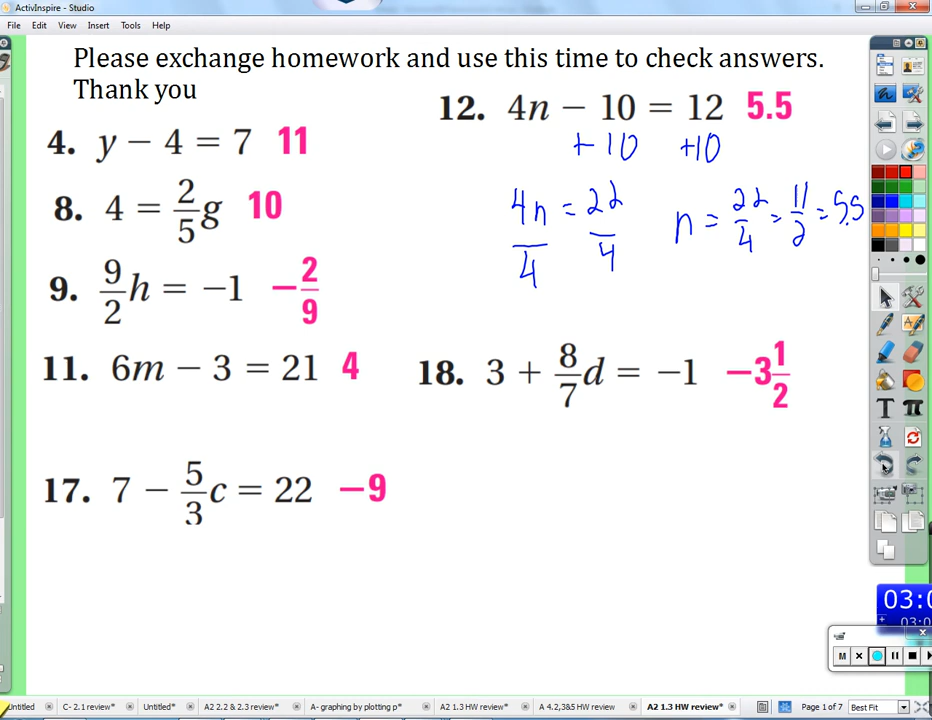 ActivInspire - Studio
File Edit View Insert Tools Help
Please exchange homework and use this time to check answers.
Thank you
4. y − 4 = 7 11
8. 4 = 2/5 g 10
9. 9/2 h = −1 −2/9
11. 6m − 3 = 21 4
17. 7 − 5/3 c = 22 −9
12. 4n − 10 = 12 5.5
+10 +10
4n/4 = 22/4 n = 22/4 = 11/2 = 5.5
18. 3 + 8/7 d = −1 −3 1/2
03:0
03:0
M
Untitled C- 2.1 review* Untitled* A2 2.2 & 2.3 review* A- graphing by plotting p* A2 1.3 HW review* A 4.2,3&5 HW review A2 1.3 HW review* Page 1 of 7 Best Fit